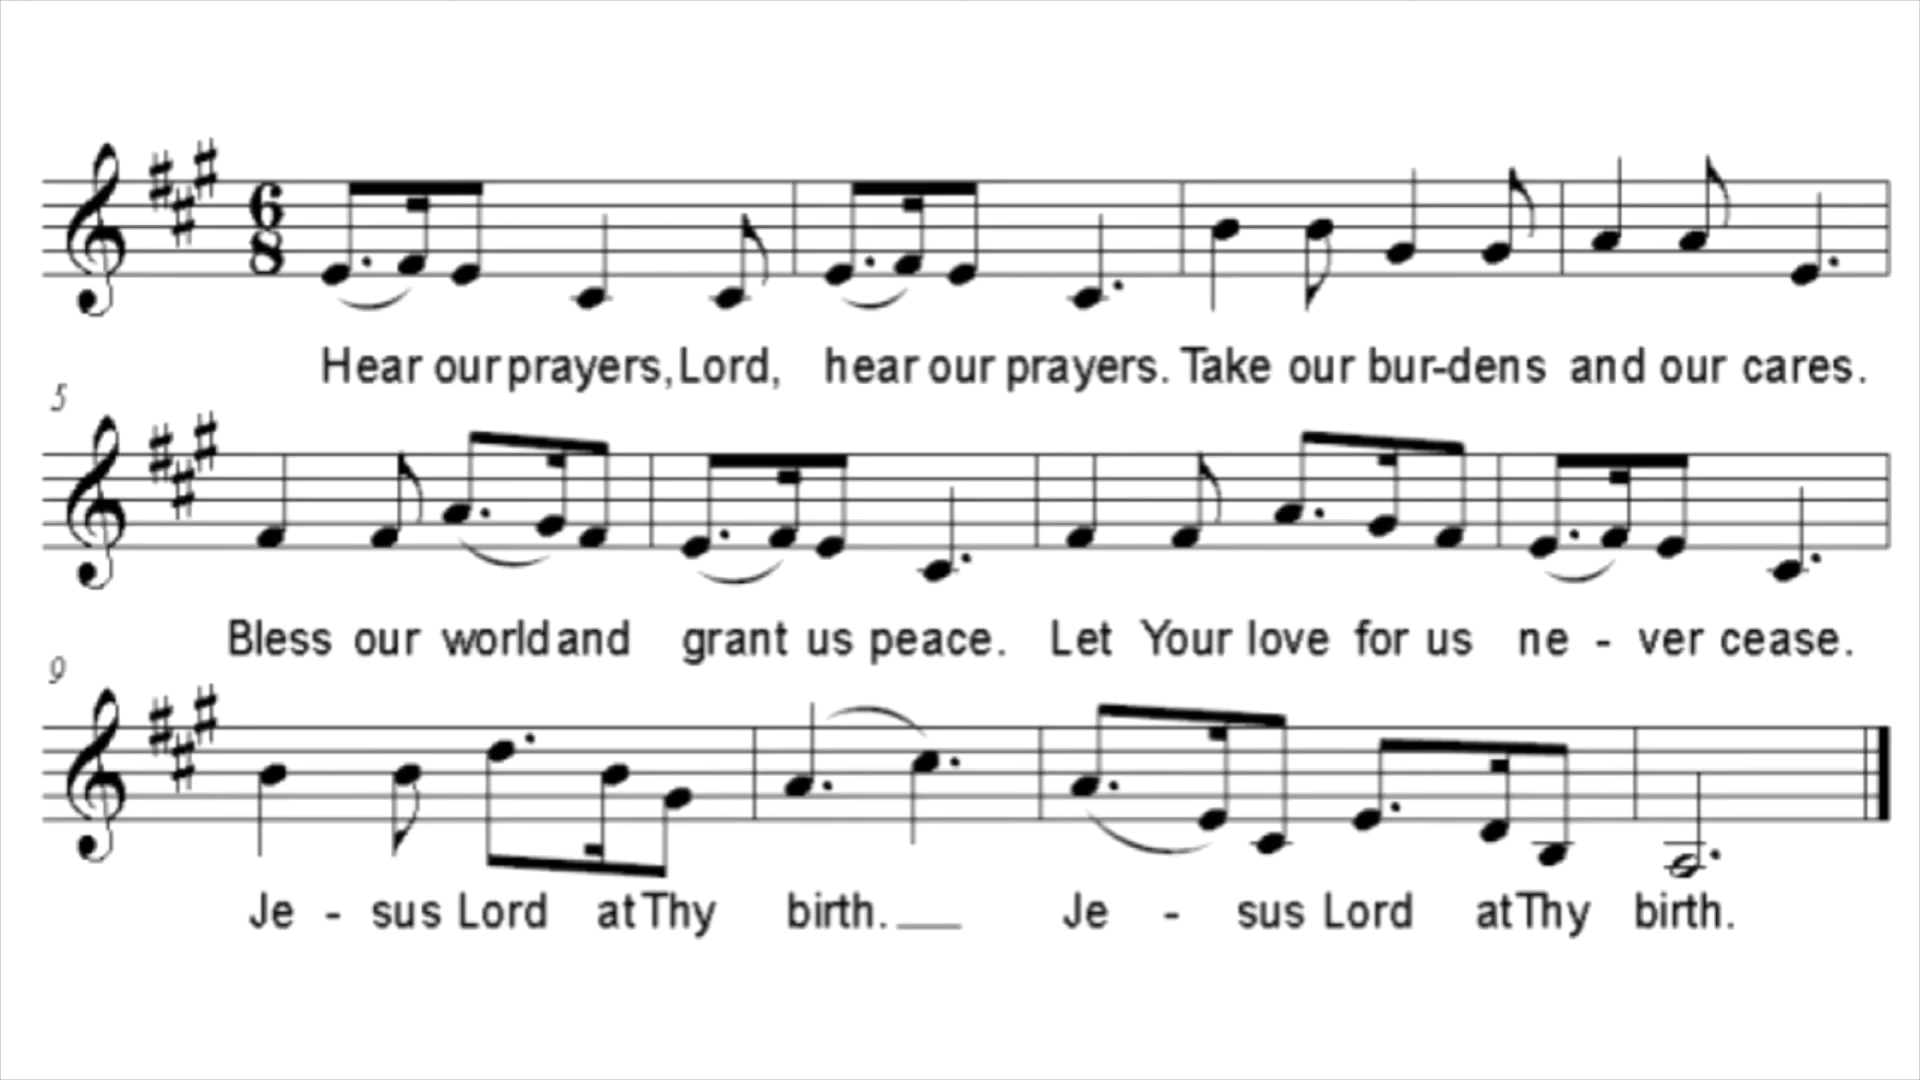 6
8
Hear our prayers, Lord, hear our prayers. Take our bur-dens and our cares.
5
Bless our world and grant us peace. Let Your love for us ne - ver cease.
9
Je - sus Lord at Thy birth.__ Je - sus Lord at Thy birth.